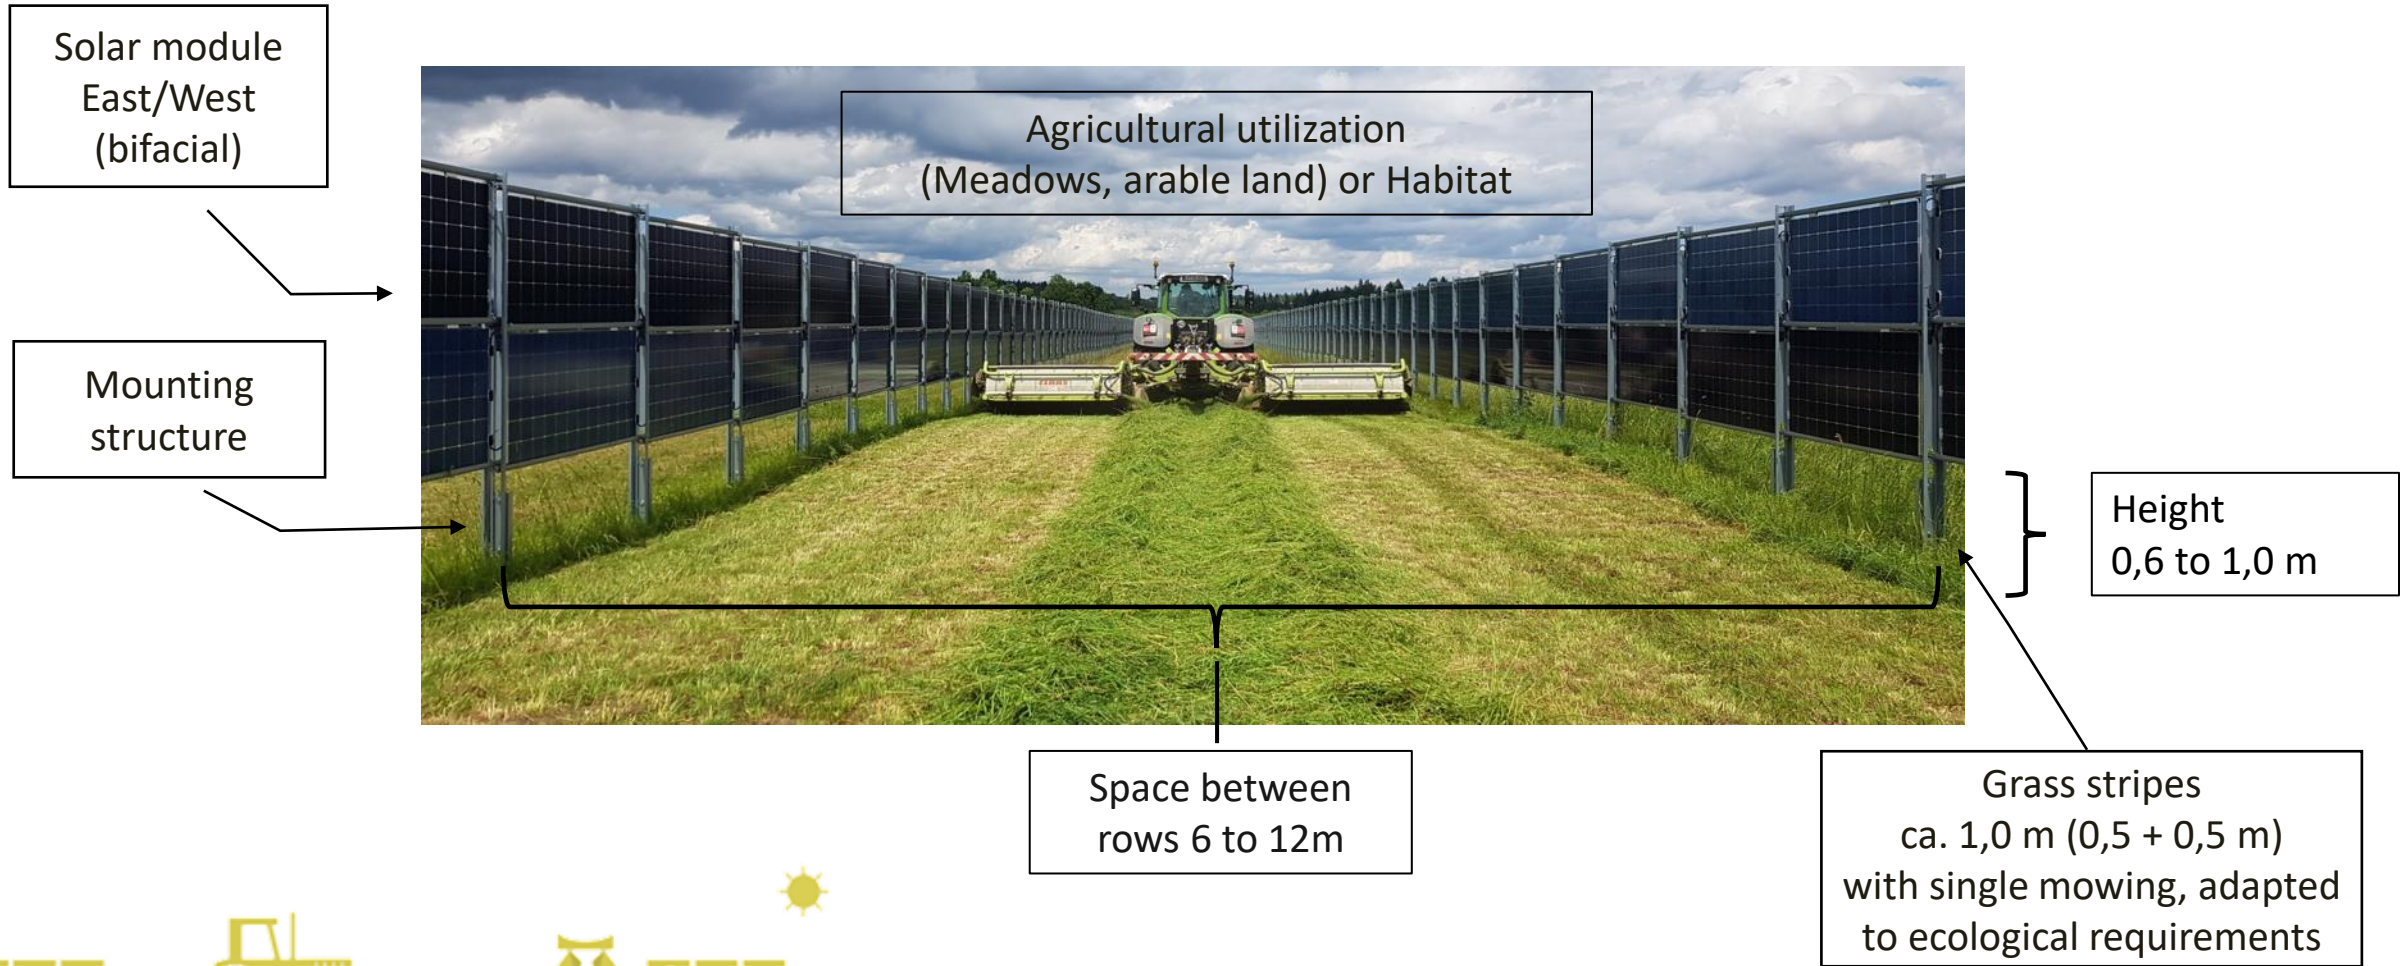 Solar module
East/West
(bifacial)
Agricultural utilization
(Meadows, arable land) or Habitat
Mounting
structure
Height
0,6 to 1,0 m
Space between
rows 6 to 12m
Grass stripes
ca. 1,0 m (0,5 + 0,5 m)
with single mowing, adapted
to ecological requirements